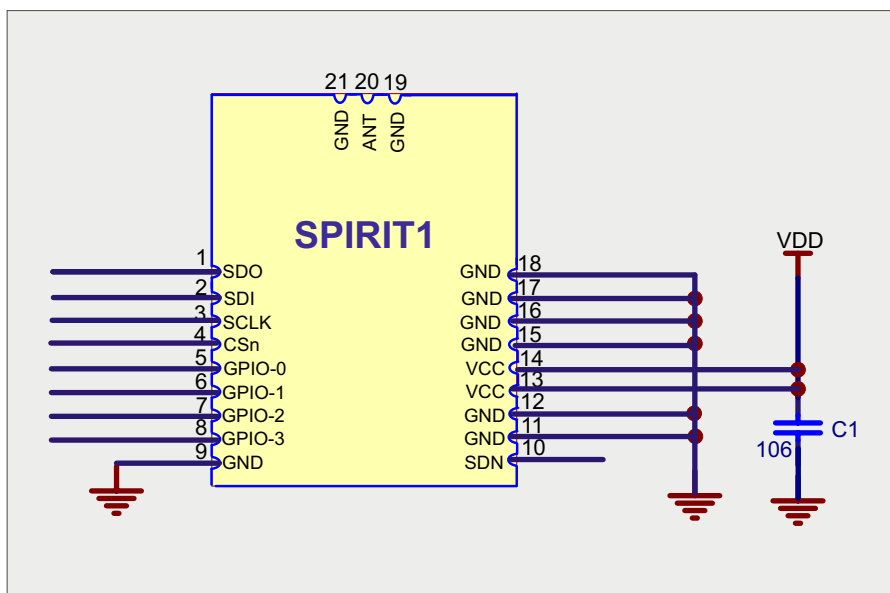 21 20 19
GND ANT GND
SPIRIT1
VDD
1 SDO
2 SDI
3 SCLK
4 CSn
5 GPIO-0
6 GPIO-1
7 GPIO-2
8 GPIO-3
9 GND
GND 18
GND 17
GND 16
GND 15
VCC 14
VCC 13
GND 12
GND 11
SDN 10
C1
106